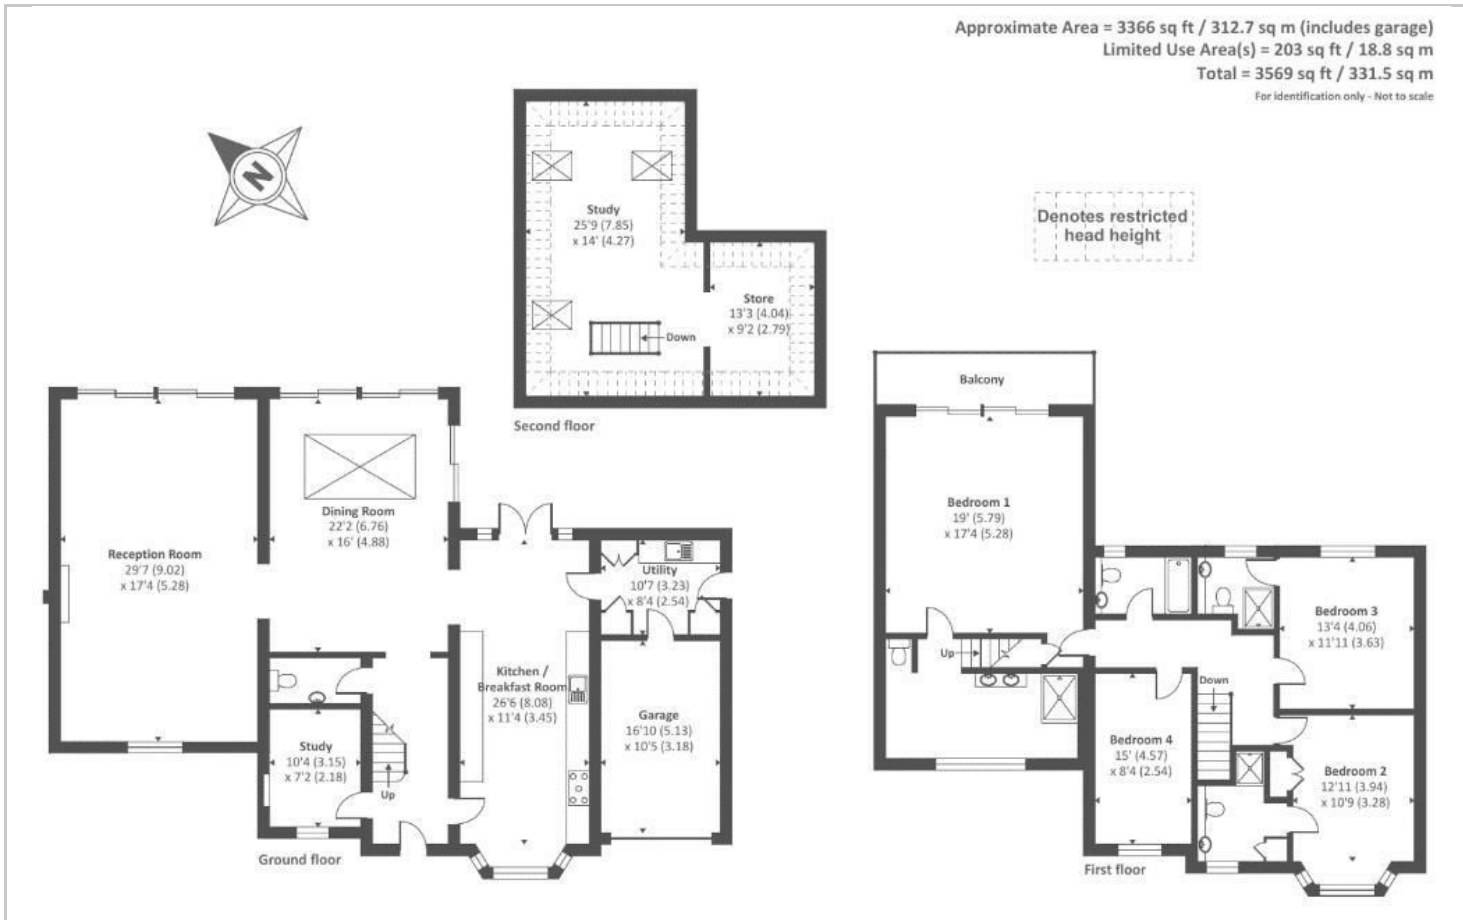 Approximate Area = 3366 sq ft / 312.7 sq m (includes garage)
Limited Use Area(s) = 203 sq ft / 18.8 sq m
Total = 3569 sq ft / 331.5 sq m
For identification only - Not to scale
N
Denotes restricted
head height
Study
25'9 (7.85)
x 14' (4.27)
Store
13'3 (4.04)
x 9'2 (2.79)
Down
Second floor
Reception Room
29'7 (9.02)
x 17'4 (5.28)
Dining Room
22'2 (6.76)
x 16' (4.88)
Utility
10'7 (3.23)
x 8'4 (2.54)
Kitchen /
Breakfast Room
26'6 (8.08)
x 11'4 (3.45)
Garage
16'10 (5.13)
x 10'5 (3.18)
Study
10'4 (3.15)
x 7'2 (2.18)
Up
Ground floor
Balcony
Bedroom 1
19' (5.79)
x 17'4 (5.28)
Up
Bedroom 3
13'4 (4.06)
x 11'11 (3.63)
Down
Bedroom 4
15' (4.57)
x 8'4 (2.54)
Bedroom 2
12'11 (3.94)
x 10'9 (3.28)
First floor